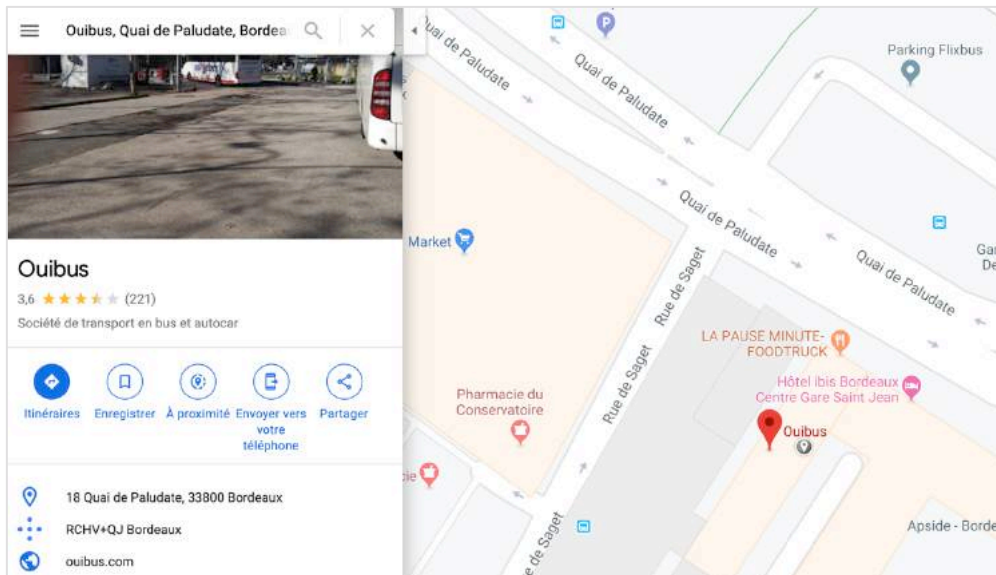 Ouibus, Quai de Paludate, Bordea
Ouibus
3,6
(221)
Société de transport en bus et autocar
Itinéraires
Enregistrer
À proximité
Envoyer vers
votre
téléphone
Partager
18 Quai de Paludate, 33800 Bordeaux
RCHV+QJ Bordeaux
ouibus.com
Quai de Paludate
P
Quai de Paludate
Parking Flixbus
Quai de Paludate
Quai de Paludate
Market
Rue de Saget
Rue de Saget
LA PAUSE MINUTE-
FOODTRUCK
Hôtel ibis Bordeaux
Centre Gare Saint Jean
Pharmacie du
Conservatoire
Ouibus
cie
e de Saget
Apside - Borde
Gar
De